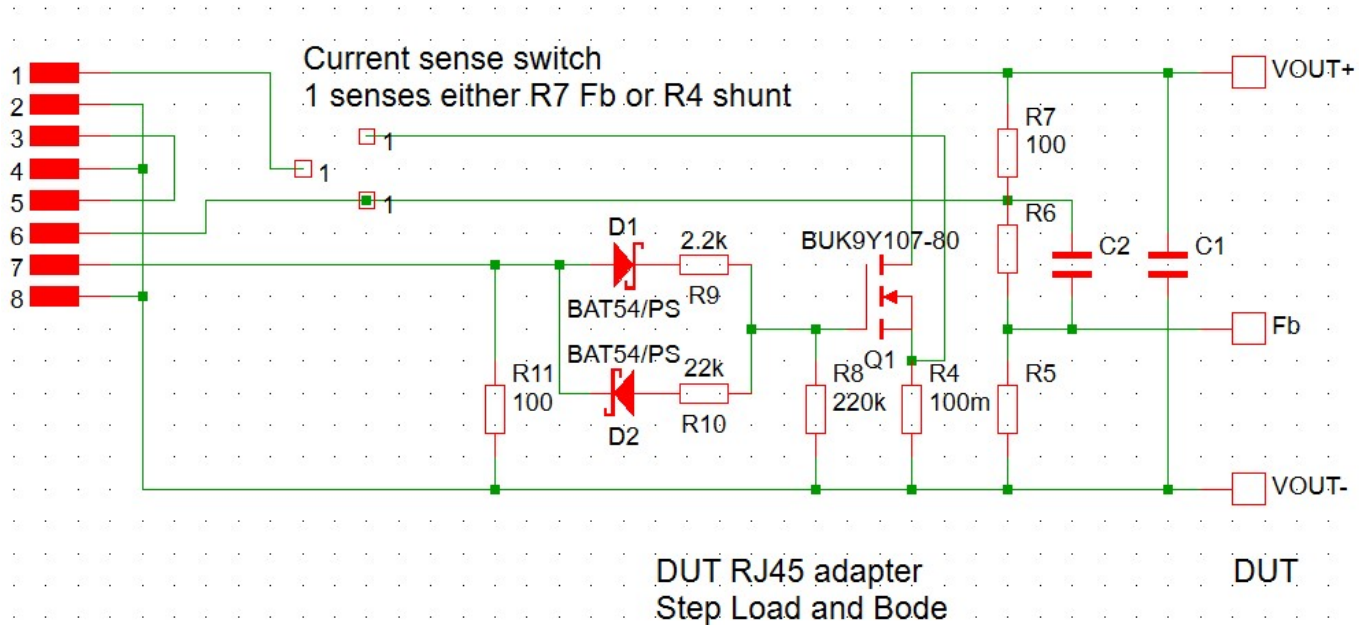 Current sense switch
1 senses either R7 Fb or R4 shunt
1
2
3
4
5
6
7
8
1
1
1
D1
BAT54/PS
2.2k
R9
BAT54/PS
D2
22k
R10
R11
100
BUK9Y107-80
Q1
R8
220k
R4
100m
R7
100
R6
R5
C2
C1
VOUT+
Fb
VOUT-
DUT RJ45 adapter
Step Load and Bode
DUT